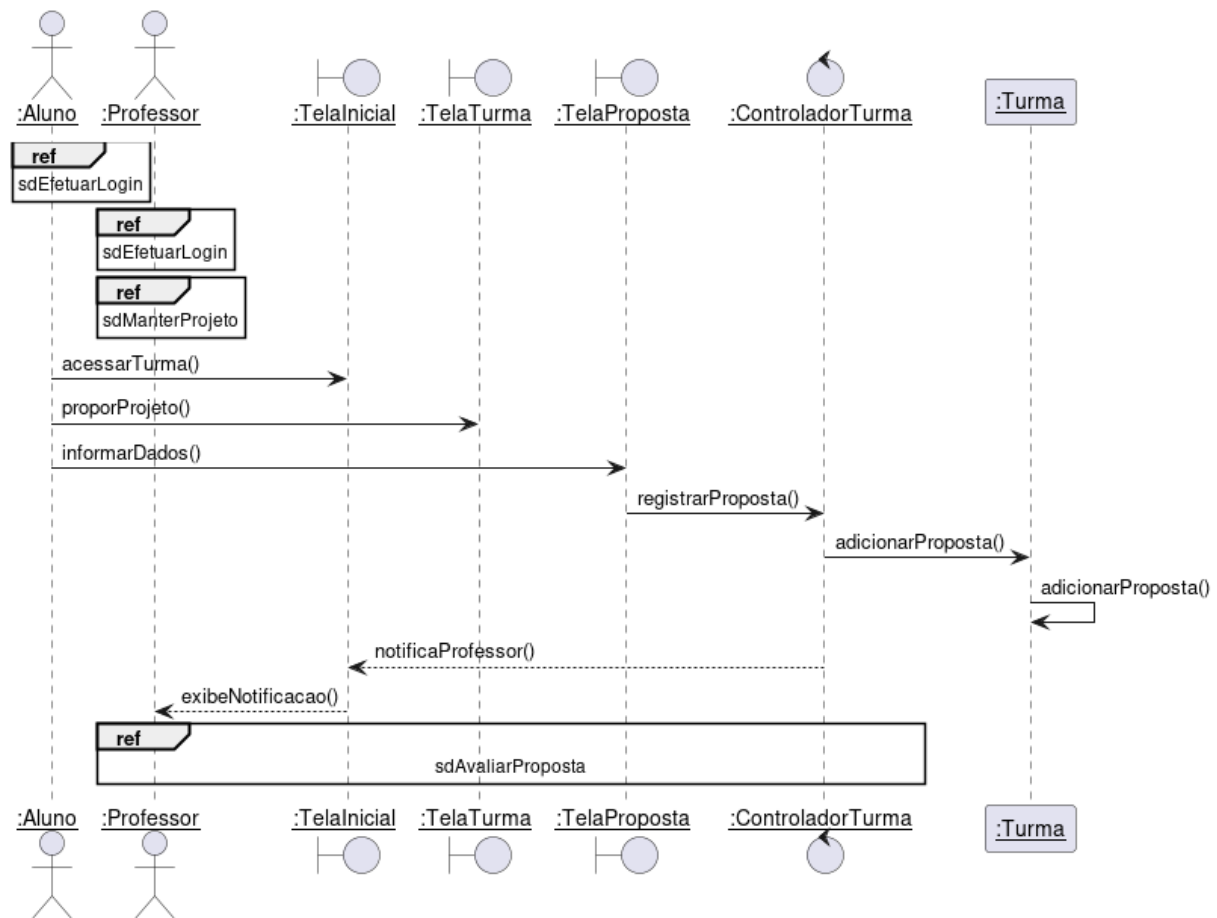 :Aluno :Professor :TelaInicial :TelaTurma :TelaProposta :ControladorTurma :Turma
ref
sdEfetuarLogin
ref
sdEfetuarLogin
ref
sdManterProjeto
acessarTurma()
proporProjeto()
informarDados()
registrarProposta()
adicionarProposta()
adicionarProposta()
notificaProfessor()
exibeNotificacao()
ref
sdAvaliarProposta
:Aluno :Professor :TelaInicial :TelaTurma :TelaProposta :ControladorTurma :Turma